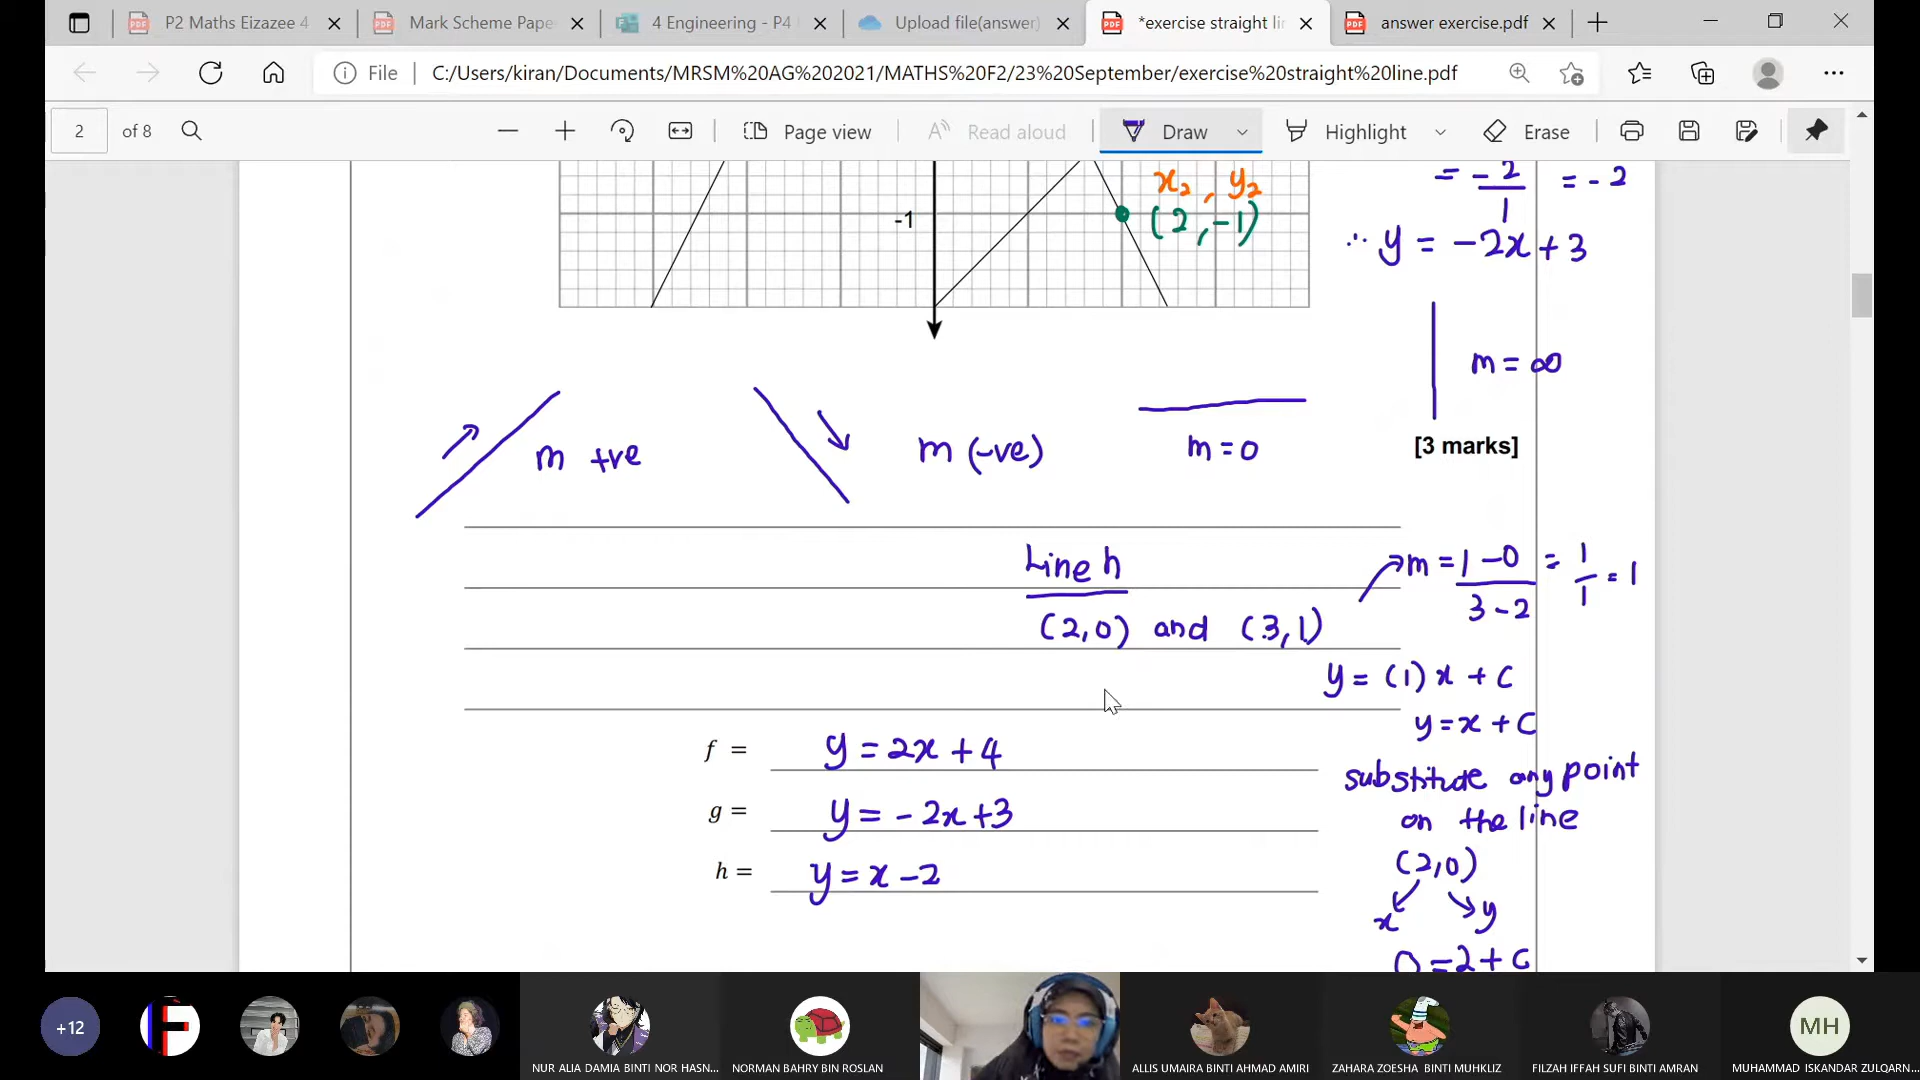 P2 Maths Eizazee 4
Mark Scheme Pape
4 Engineering - P4
Upload file(answer)
*exercise straight li
answer exercise.pdf
File
C:/Users/kiran/Documents/MRSM%20AG%202021/MATHS%20F2/23%20September/exercise%20straight%20line.pdf
2
of 8
Page view
Read aloud
Draw
Highlight
Erase
x₂ , y₂
(2 , -1)
-1
= -2/1 = -2
∴ y = -2x + 3
m = ∞
m +ve
m (-ve)
m = 0
[3 marks]
Line h
(2,0) and (3,1)
m = 1-0/3-2 = 1/1 = 1
y = (1)x + c
y = x + c
f =
y = 2x + 4
g =
y = -2x+3
h =
y = x - 2
substitude any point
on the line
(2,0)
x
y
0 = 2 + c
+12
F
NUR ALIA DAMIA BINTI NOR HASN...
NORMAN BAHRY BIN ROSLAN
ALLIS UMAIRA BINTI AHMAD AMIRI
ZAHARA ZOESHA BINTI MUHKLIZ
FILZAH IFFAH SUFI BINTI AMRAN
MH
MUHAMMAD ISKANDAR ZULQARN...